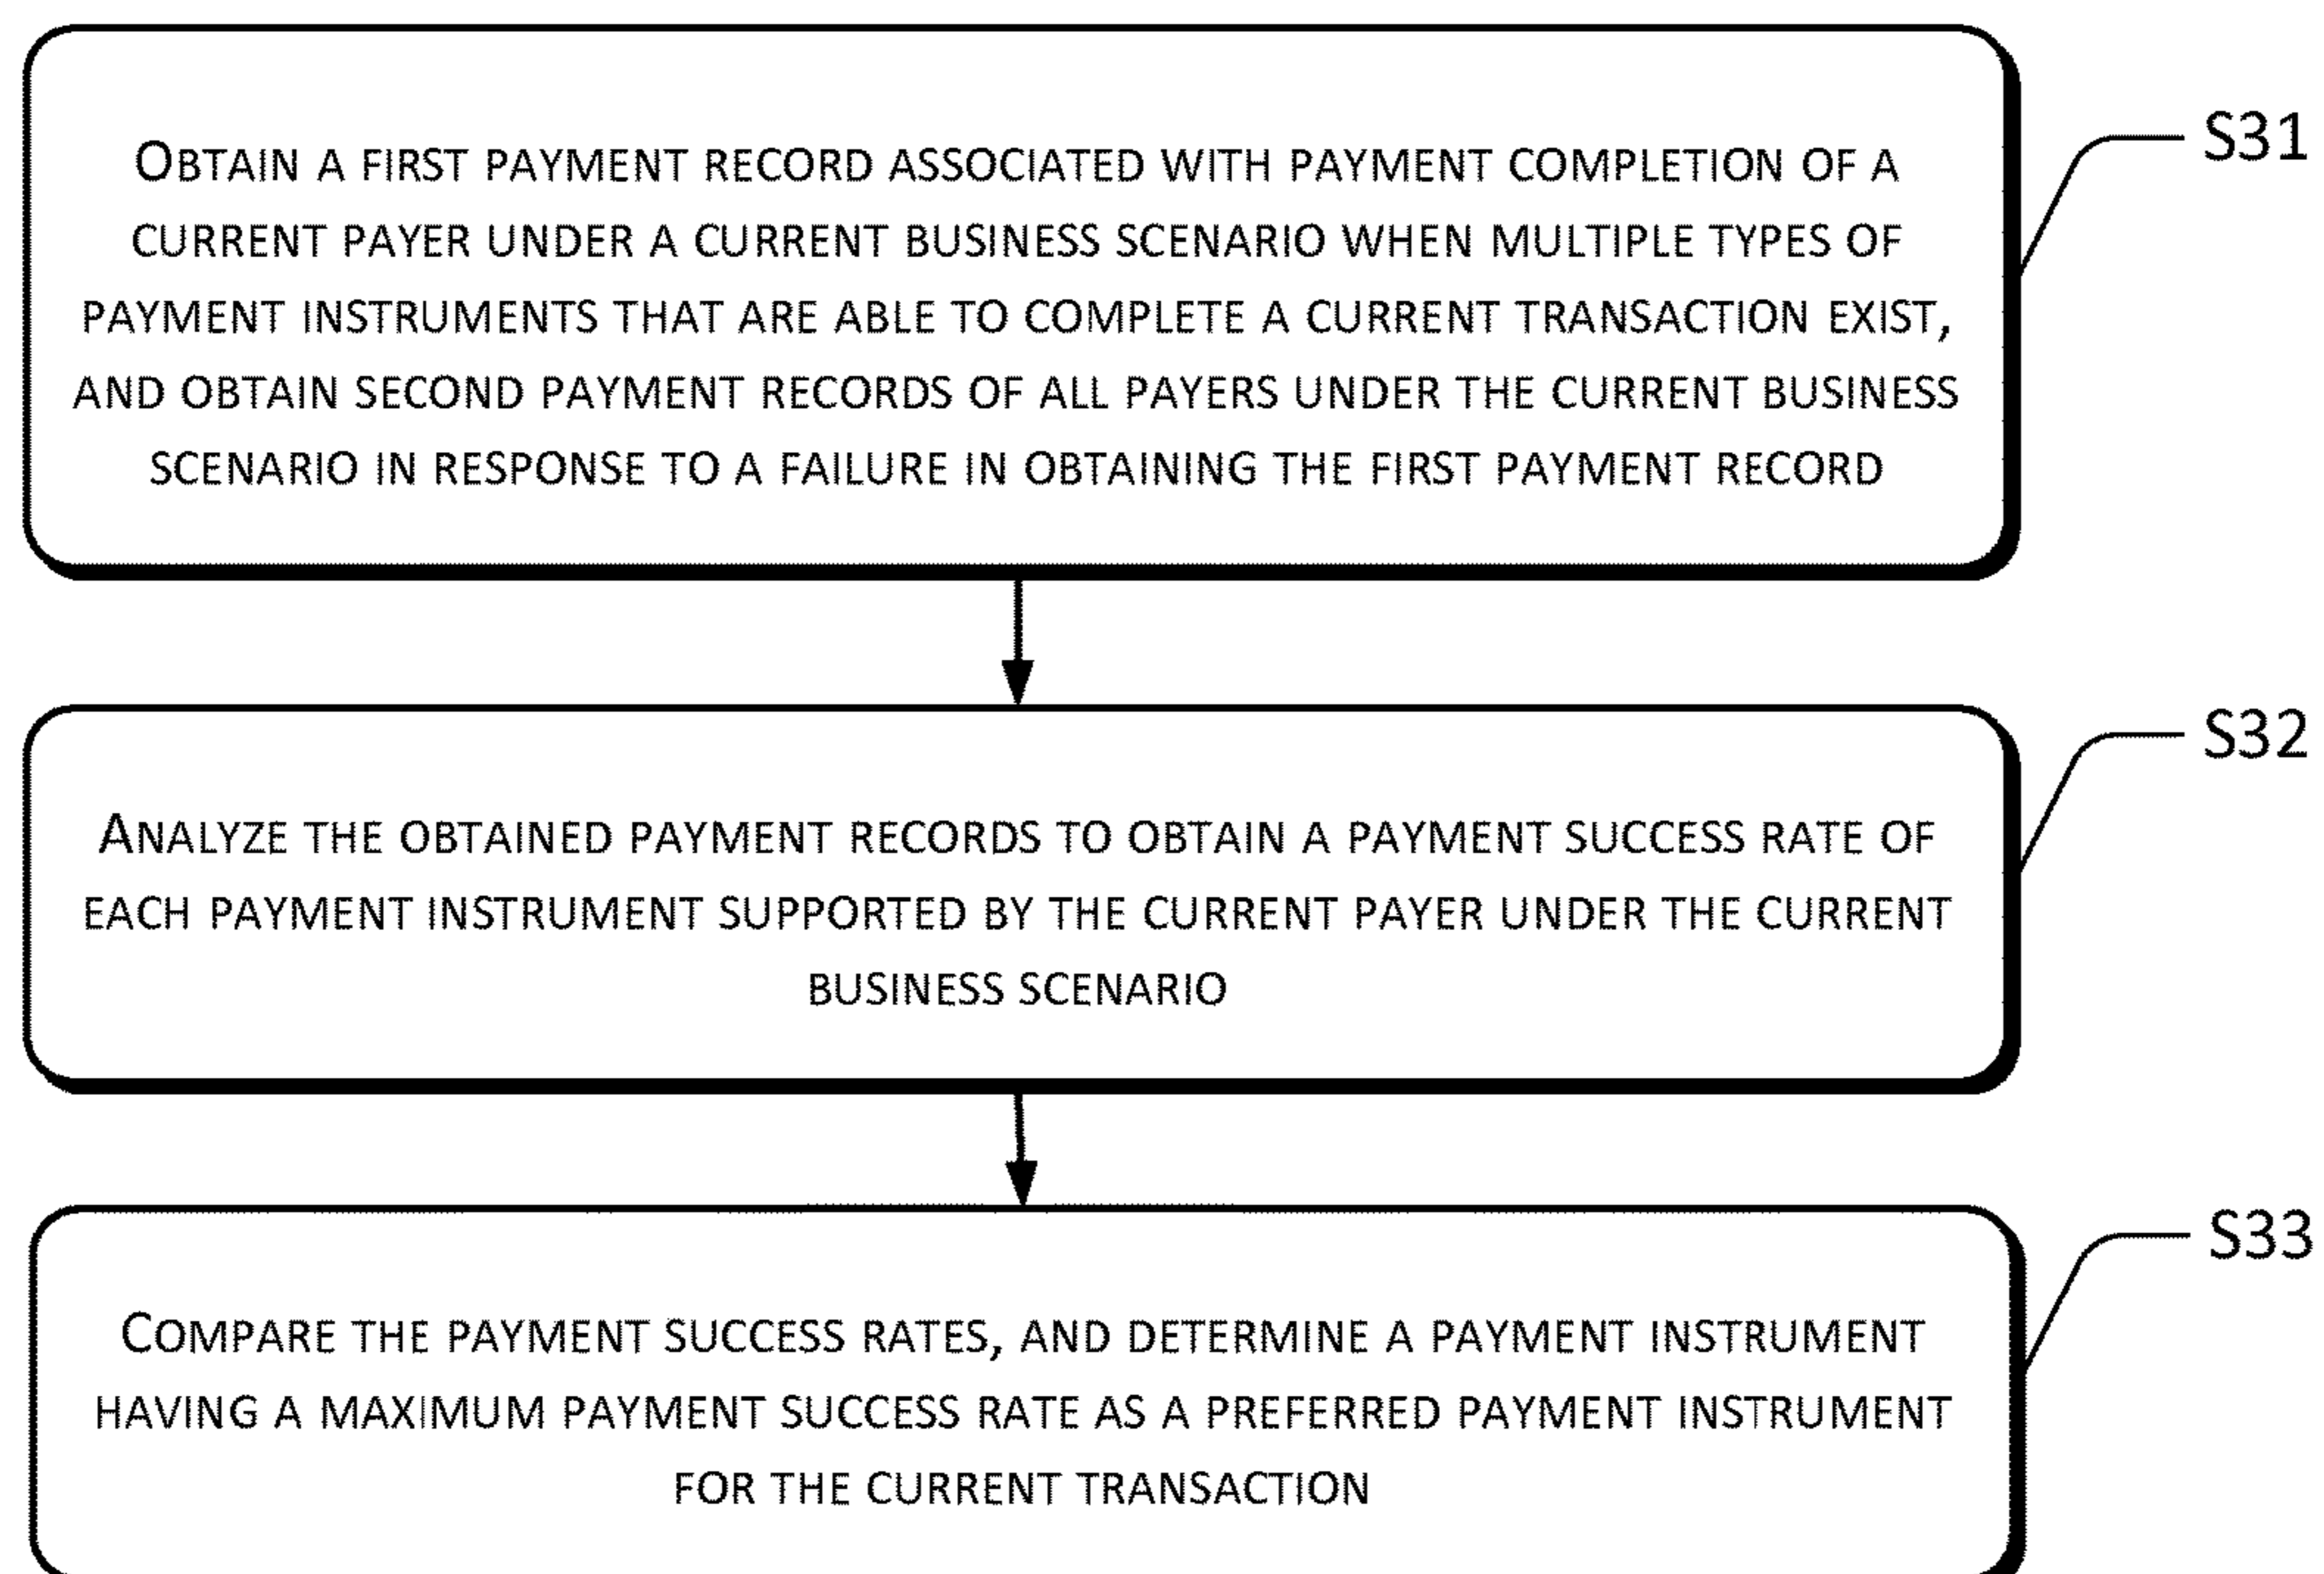 OBTAIN A FIRST PAYMENT RECORD ASSOCIATED WITH PAYMENT COMPLETION OF A
CURRENT PAYER UNDER A CURRENT BUSINESS SCENARIO WHEN MULTIPLE TYPES OF
PAYMENT INSTRUMENTS THAT ARE ABLE TO COMPLETE A CURRENT TRANSACTION EXIST,
AND OBTAIN SECOND PAYMENT RECORDS OF ALL PAYERS UNDER THE CURRENT BUSINESS
SCENARIO IN RESPONSE TO A FAILURE IN OBTAINING THE FIRST PAYMENT RECORD
S31
ANALYZE THE OBTAINED PAYMENT RECORDS TO OBTAIN A PAYMENT SUCCESS RATE OF
EACH PAYMENT INSTRUMENT SUPPORTED BY THE CURRENT PAYER UNDER THE CURRENT
BUSINESS SCENARIO
S32
COMPARE THE PAYMENT SUCCESS RATES, AND DETERMINE A PAYMENT INSTRUMENT
HAVING A MAXIMUM PAYMENT SUCCESS RATE AS A PREFERRED PAYMENT INSTRUMENT
FOR THE CURRENT TRANSACTION
S33